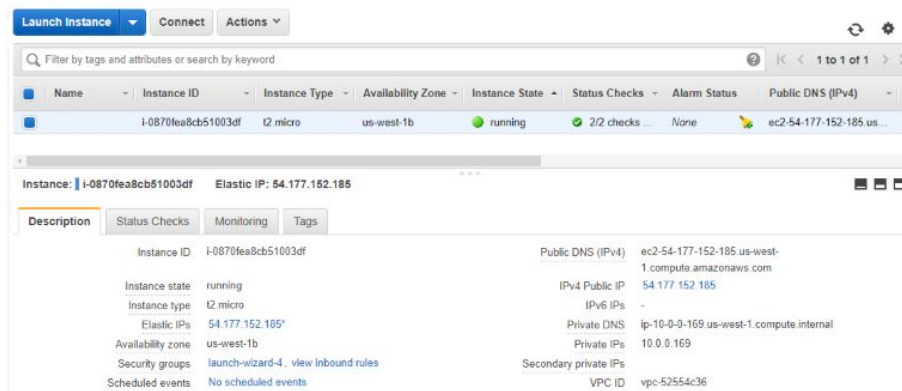 Launch Instance Connect Actions
Filter by tags and attributes or search by keyword 1 to 1 of 1
Name Instance ID Instance Type Availability Zone Instance State Status Checks Alarm Status Public DNS (IPv4)
i-0870fea8cb51003df t2.micro us-west-1b running 2/2 checks ... None ec2-54-177-152-185.us...
Instance: i-0870fea8cb51003df Elastic IP: 54.177.152.185
Description Status Checks Monitoring Tags
Instance ID i-0870fea8cb51003df Public DNS (IPv4) ec2-54-177-152-185.us-west-
1.compute.amazonaws.com
Instance state running IPv4 Public IP 54.177.152.185
Instance type t2.micro IPv6 IPs -
Elastic IPs 54.177.152.185* Private DNS ip-10-0-0-169.us-west-1.compute.internal
Availability zone us-west-1b Private IPs 10.0.0.169
Security groups launch-wizard-4. view inbound rules Secondary private IPs
Scheduled events No scheduled events VPC ID vpc-52554c36